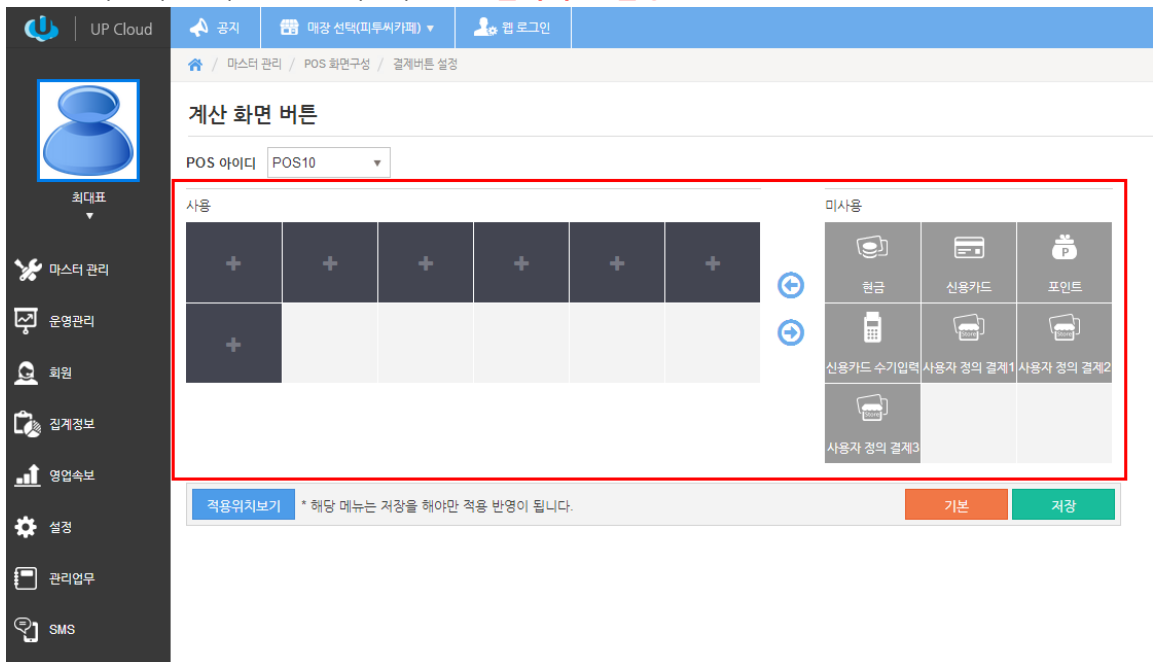 UP Cloud
공지
매장 선택(피투씨카페) ▼
웹 로그인
/ 마스터 관리 / POS 화면구성 / 결제버튼 설정
계산 화면 버튼
POS 아이디
POS10
최대표
마스터 관리
운영관리
회원
집계정보
영업속보
설정
관리업무
SMS
사용
미사용
현금
신용카드
P
포인트
신용카드 수기입력
Store
사용자 정의 결제1
Store
사용자 정의 결제2
Store
사용자 정의 결제3
적용위치보기
* 해당 메뉴는 저장을 해야만 적용 반영이 됩니다.
기본
저장